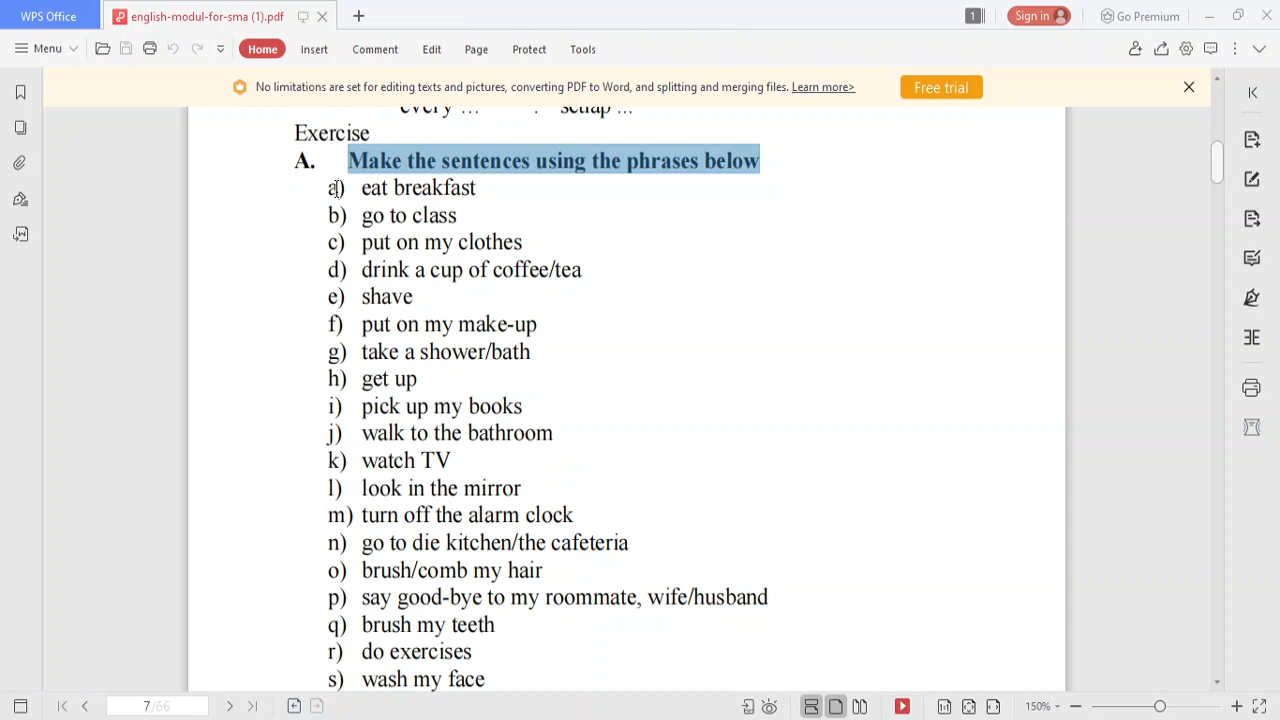 WPS Office
english-modul-for-sma (1).pdf
1
Sign in
Go Premium
Menu
Home
Insert
Comment
Edit
Page
Protect
Tools
No limitations are set for editing texts and pictures, converting PDF to Word, and splitting and merging files. Learn more>
Free trial
every ... : setiap ...
Exercise
A. Make the sentences using the phrases below
a) eat breakfast
b) go to class
c) put on my clothes
d) drink a cup of coffee/tea
e) shave
f) put on my make-up
g) take a shower/bath
h) get up
i) pick up my books
j) walk to the bathroom
k) watch TV
l) look in the mirror
m) turn off the alarm clock
n) go to die kitchen/the cafeteria
o) brush/comb my hair
p) say good-bye to my roommate, wife/husband
q) brush my teeth
r) do exercises
s) wash my face
7/66
150%